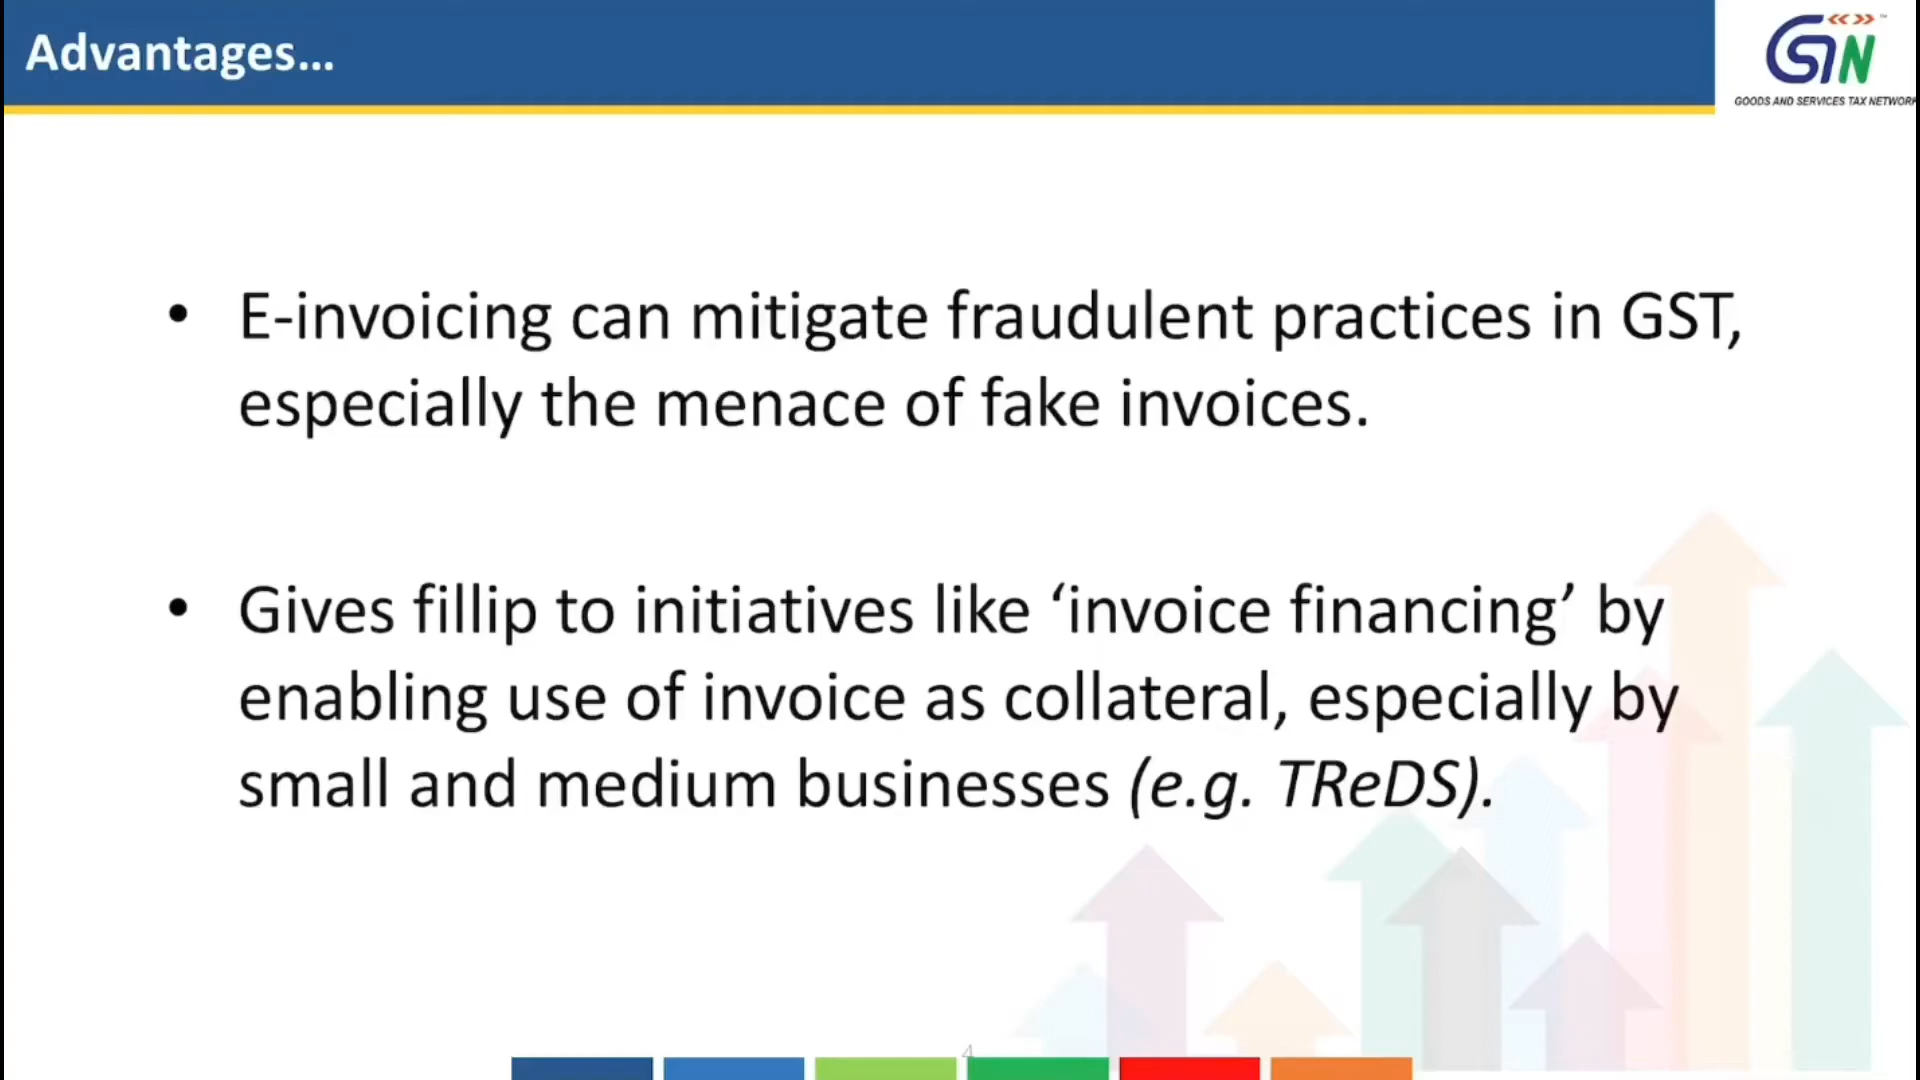 Advantages...
GSTN
GOODS AND SERVICES TAX NETWORK
• E-invoicing can mitigate fraudulent practices in GST,
especially the menace of fake invoices.
• Gives fillip to initiatives like ‘invoice financing’ by
enabling use of invoice as collateral, especially by
small and medium businesses (e.g. TReDS).
4